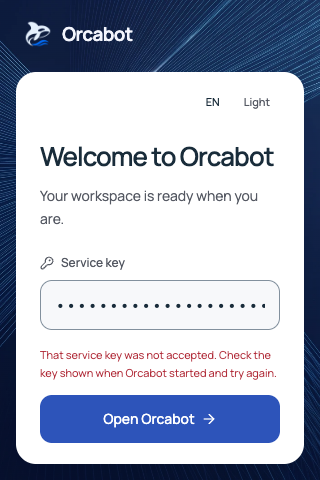 Orcabot
EN Light
Welcome to Orcabot
Your workspace is ready when you
are.
Service key
That service key was not accepted. Check the
key shown when Orcabot started and try again.
Open Orcabot →